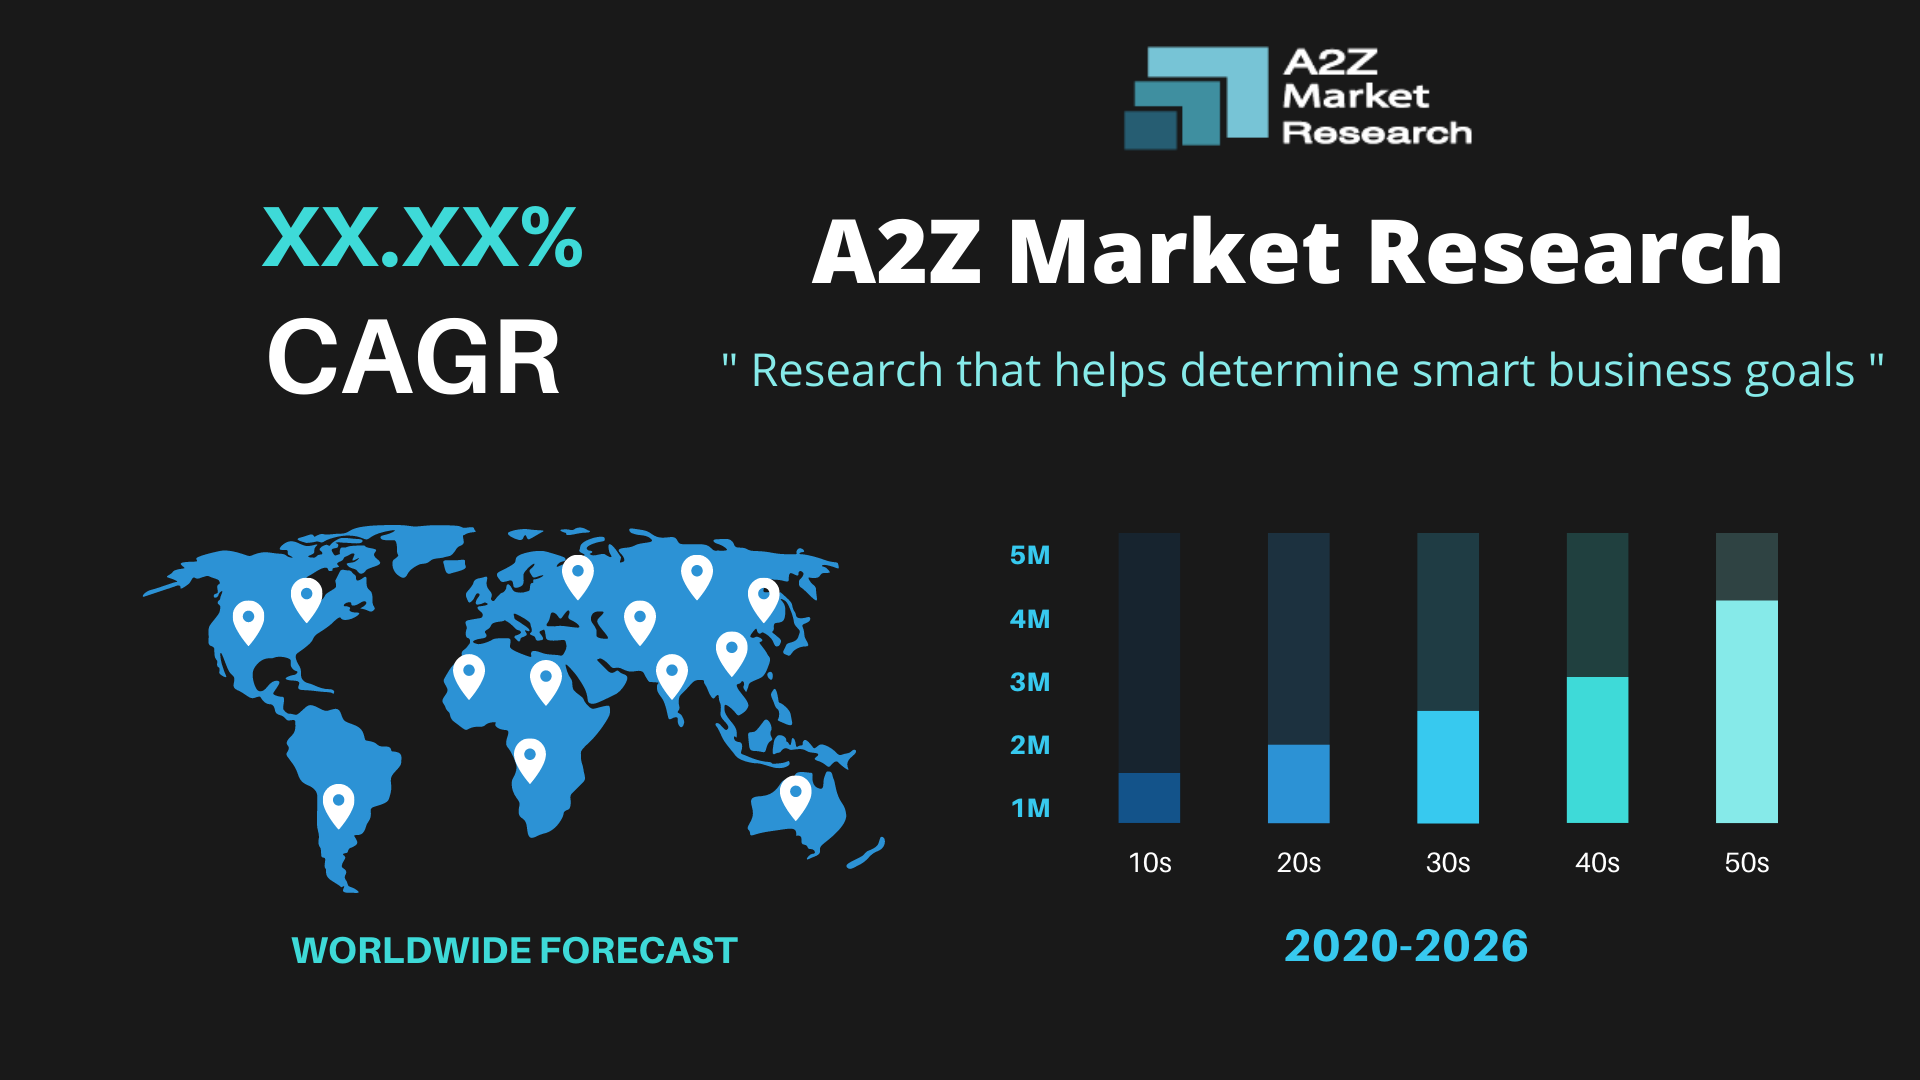 A2Z
Market
Research
XX.XX%
CAGR
A2Z Market Research
" Research that helps determine smart business goals "
5M
4M
3M
2M
1M
10s 20s 30s 40s 50s
WORLDWIDE FORECAST
2020-2026